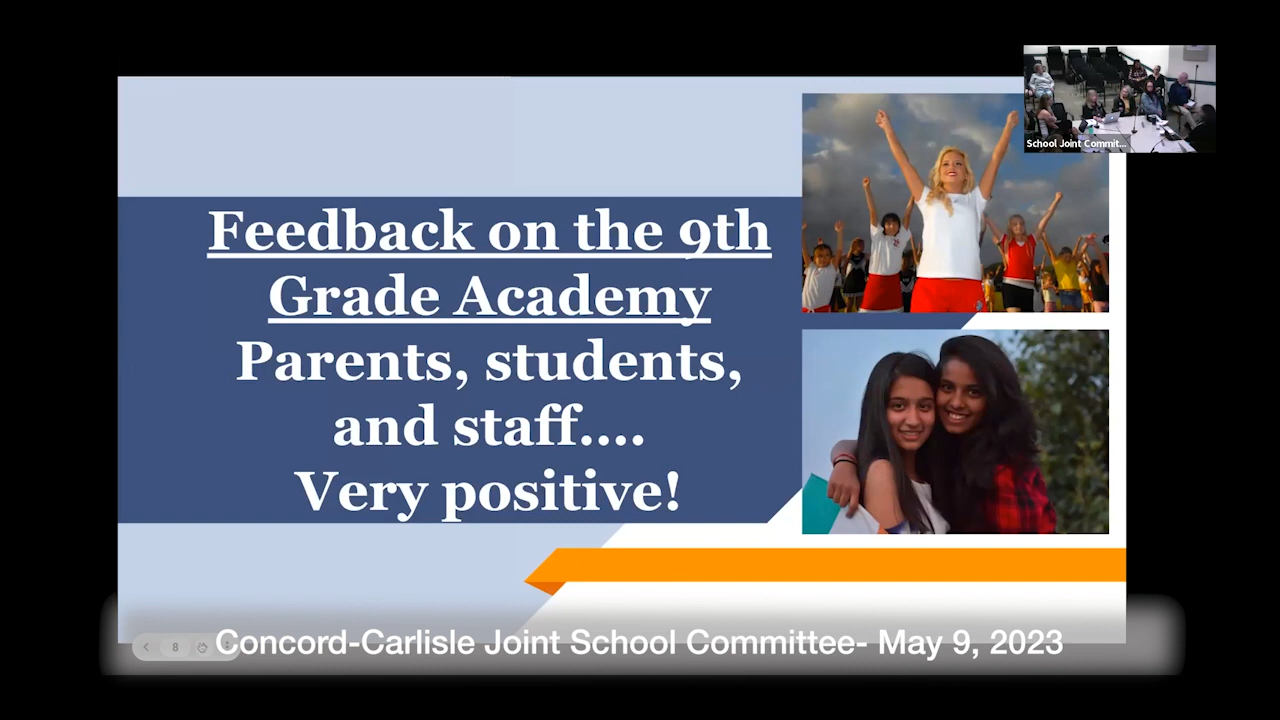 School Joint Commit...
Feedback on the 9th
Grade Academy
Parents, students,
and staff....
Very positive!
8
Concord-Carlisle Joint School Committee- May 9, 2023